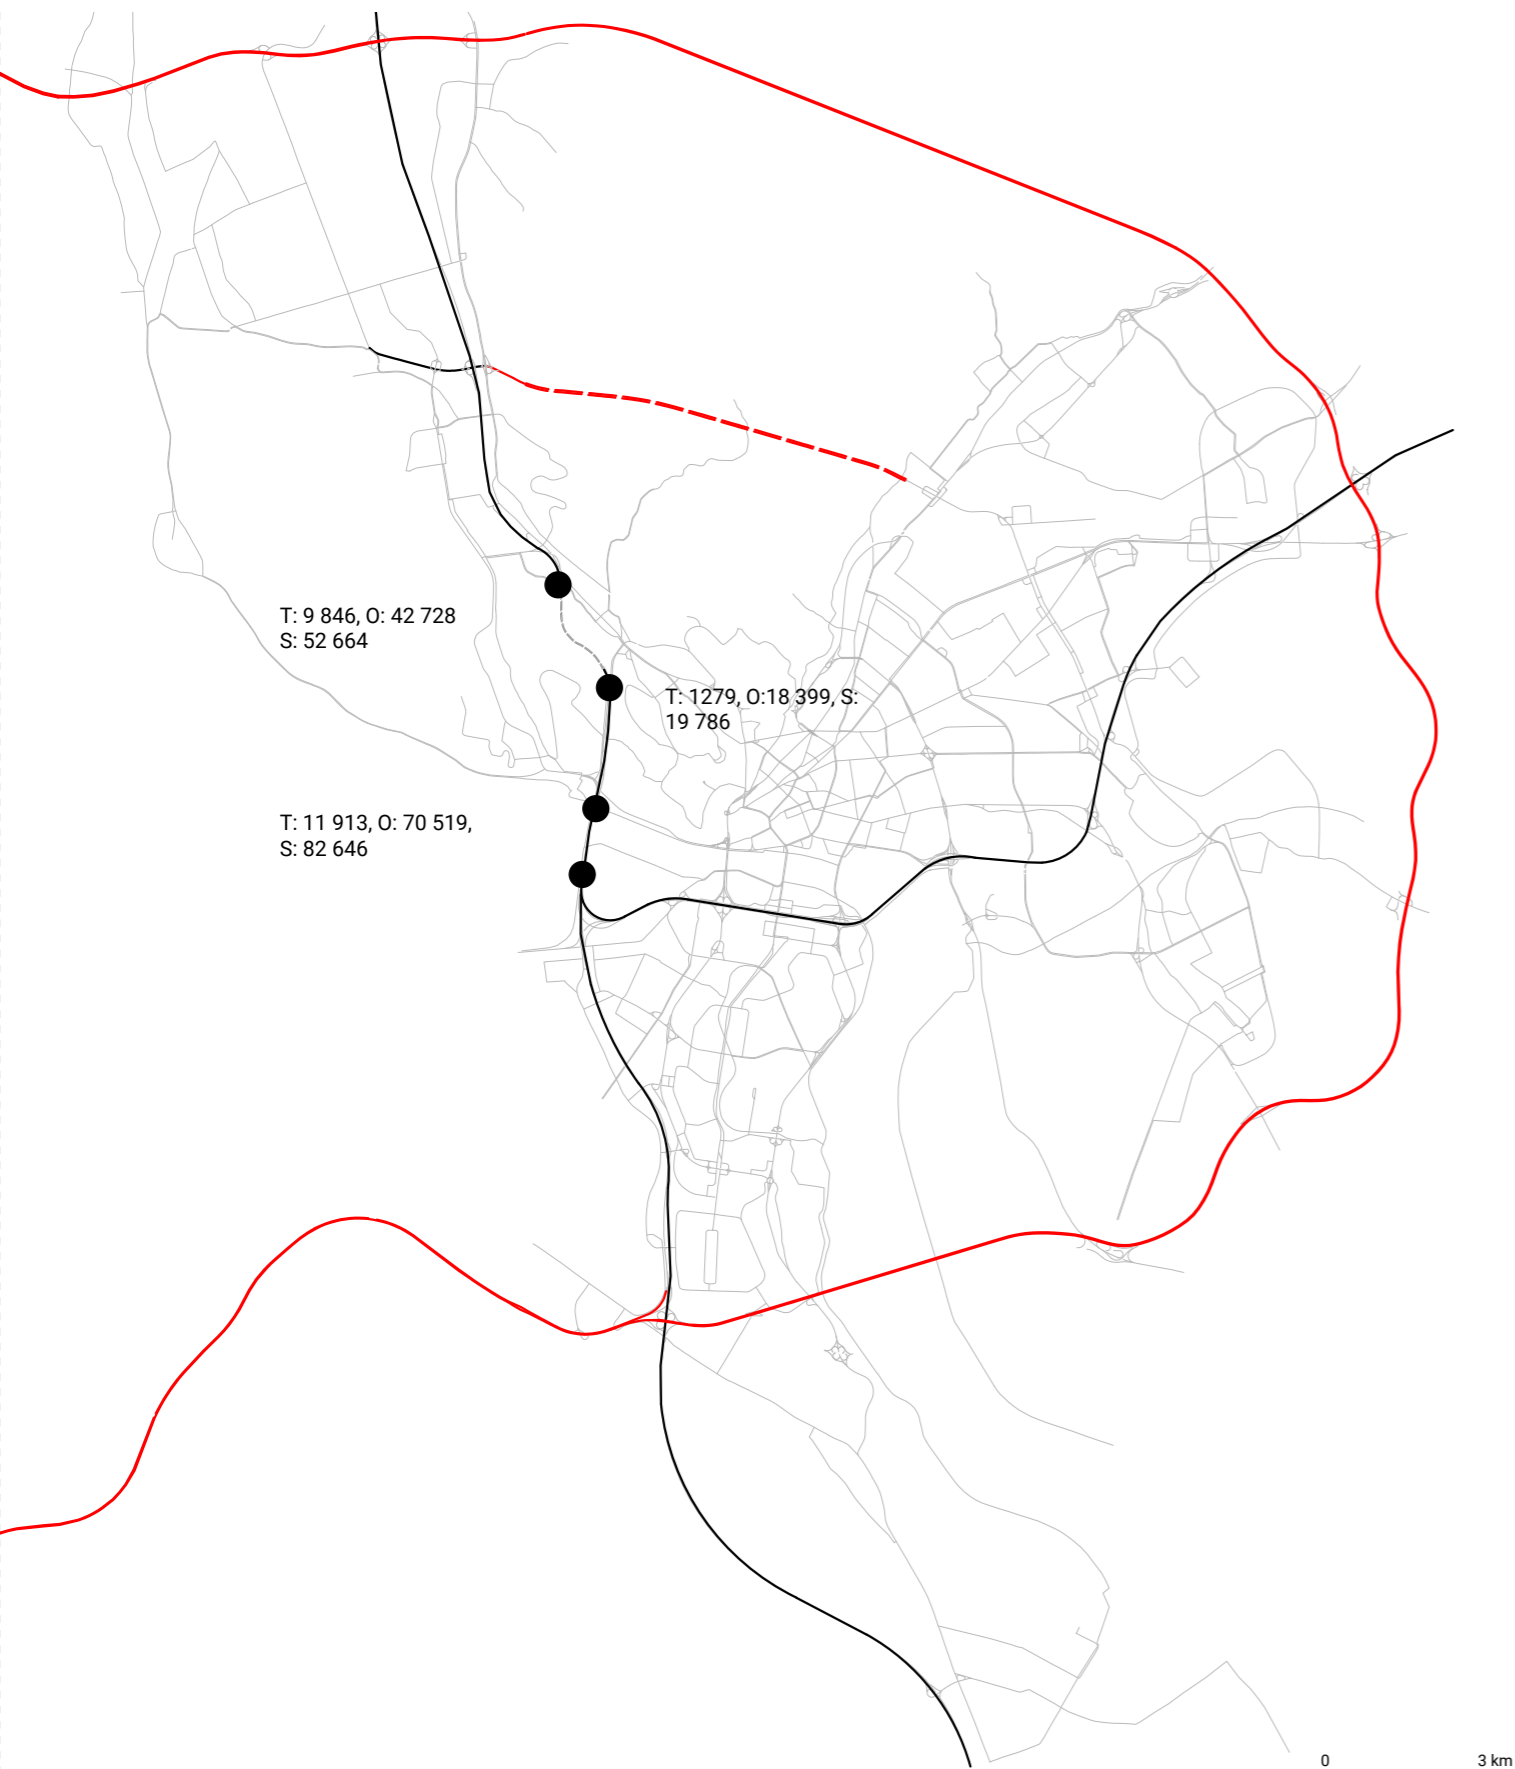 T: 9 846, O: 42 728
S: 52 664
T: 1279, O:18 399, S:
19 786
T: 11 913, O: 70 519,
S: 82 646
0
3 km